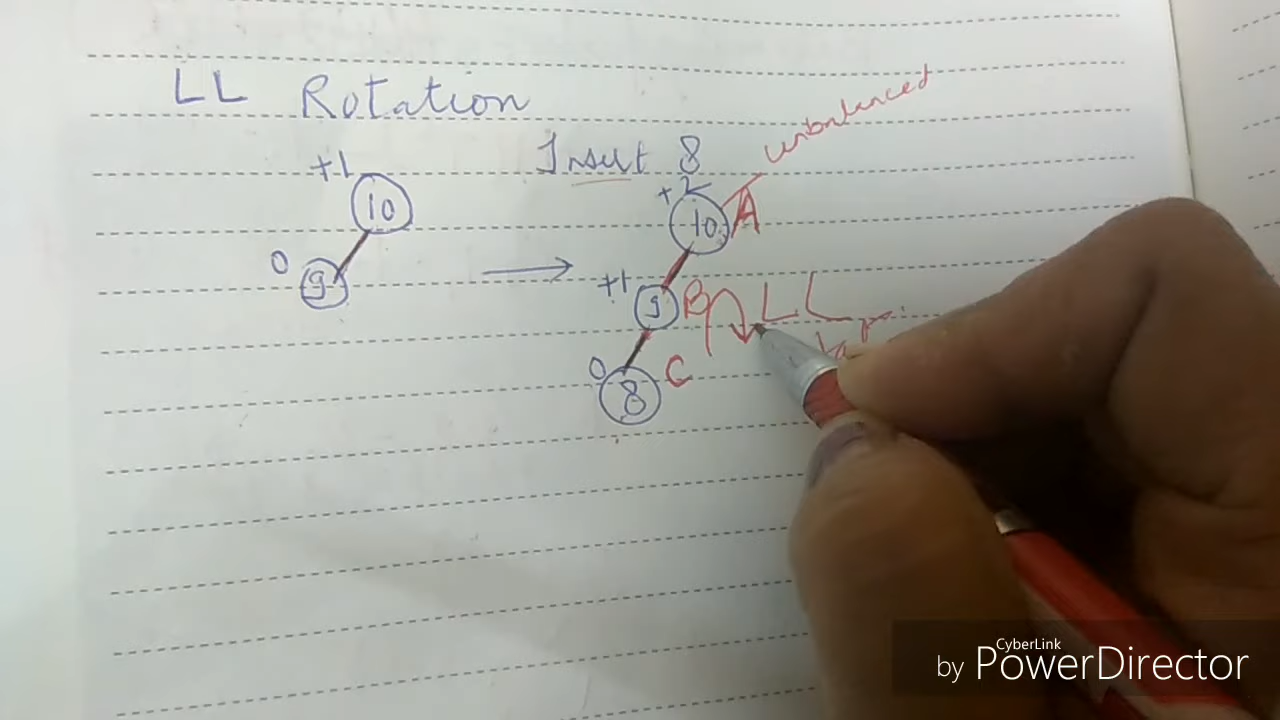 LL Rotation
Insert 8
unbalanced
+1
10
0
9
+2
10 A
+1
9 B LL
0
8 C
CyberLink
by PowerDirector